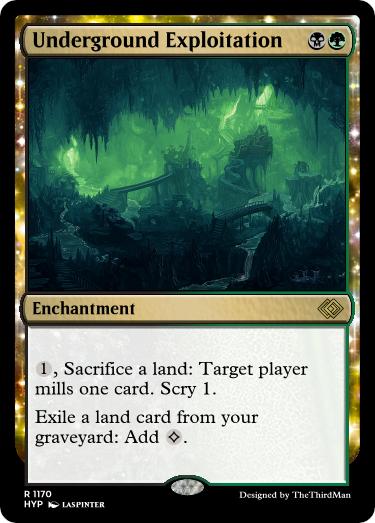 Underground Exploitation
Enchantment
1, Sacrifice a land: Target player
mills one card. Scry 1.
Exile a land card from your
graveyard: Add .
R 1170
HYP LASPINTER
Designed by TheThirdMan